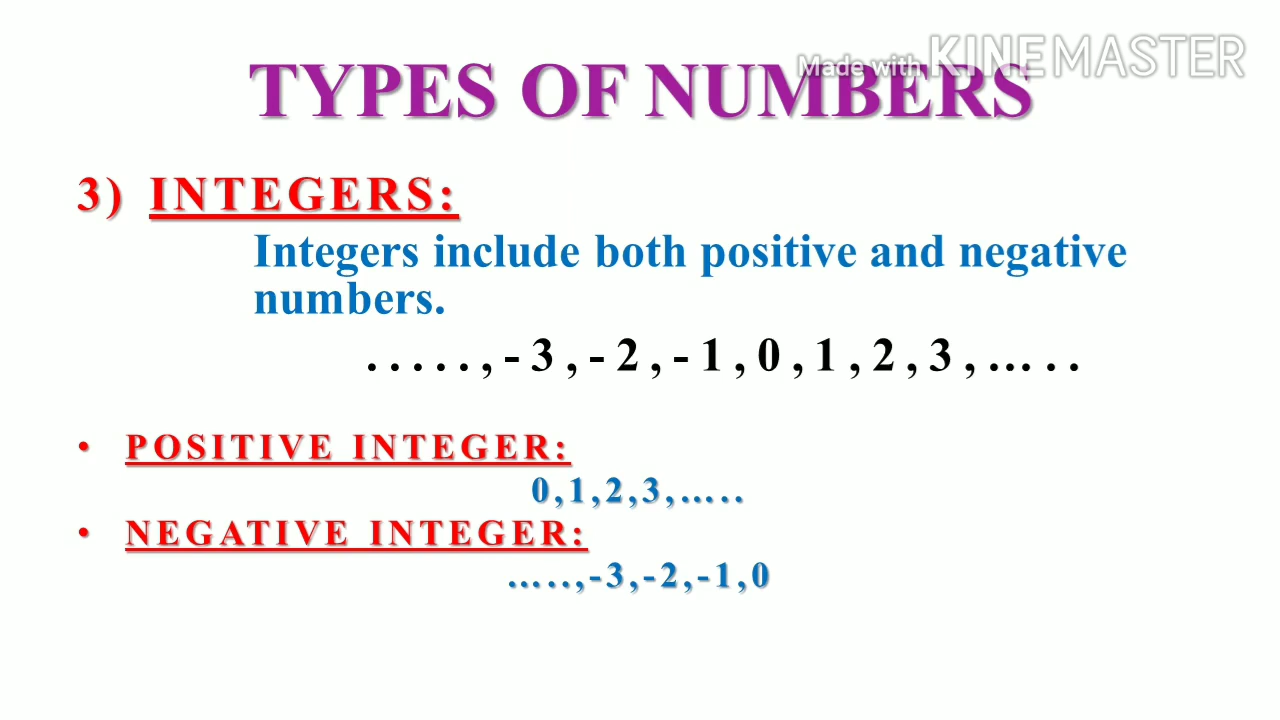 Made with KINEMASTER
TYPES OF NUMBERS
3) INTEGERS:
Integers include both positive and negative
numbers.
.....,-3,-2,-1,0,1,2,3,…..
• POSITIVE INTEGER:
0,1,2,3,…..
• NEGATIVE INTEGER:
…..,-3,-2,-1,0